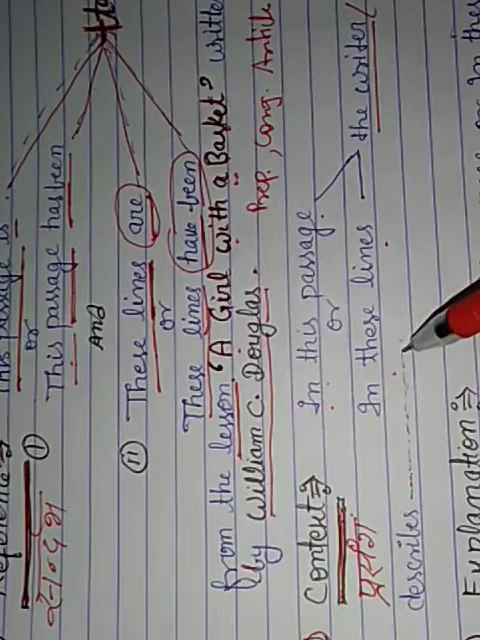 Reference⇒ This passage is
सन्दर्भ
or
① This passage has been
And
ⓘⓘ These lines are
or
These lines have been
from the lesson "A Girl with a Basket" written
by William C. Douglas. Prep, Conj. Article
Context⇒ In this passage
प्रसंग or the writer/
In these lines
describes
Explanation⇒